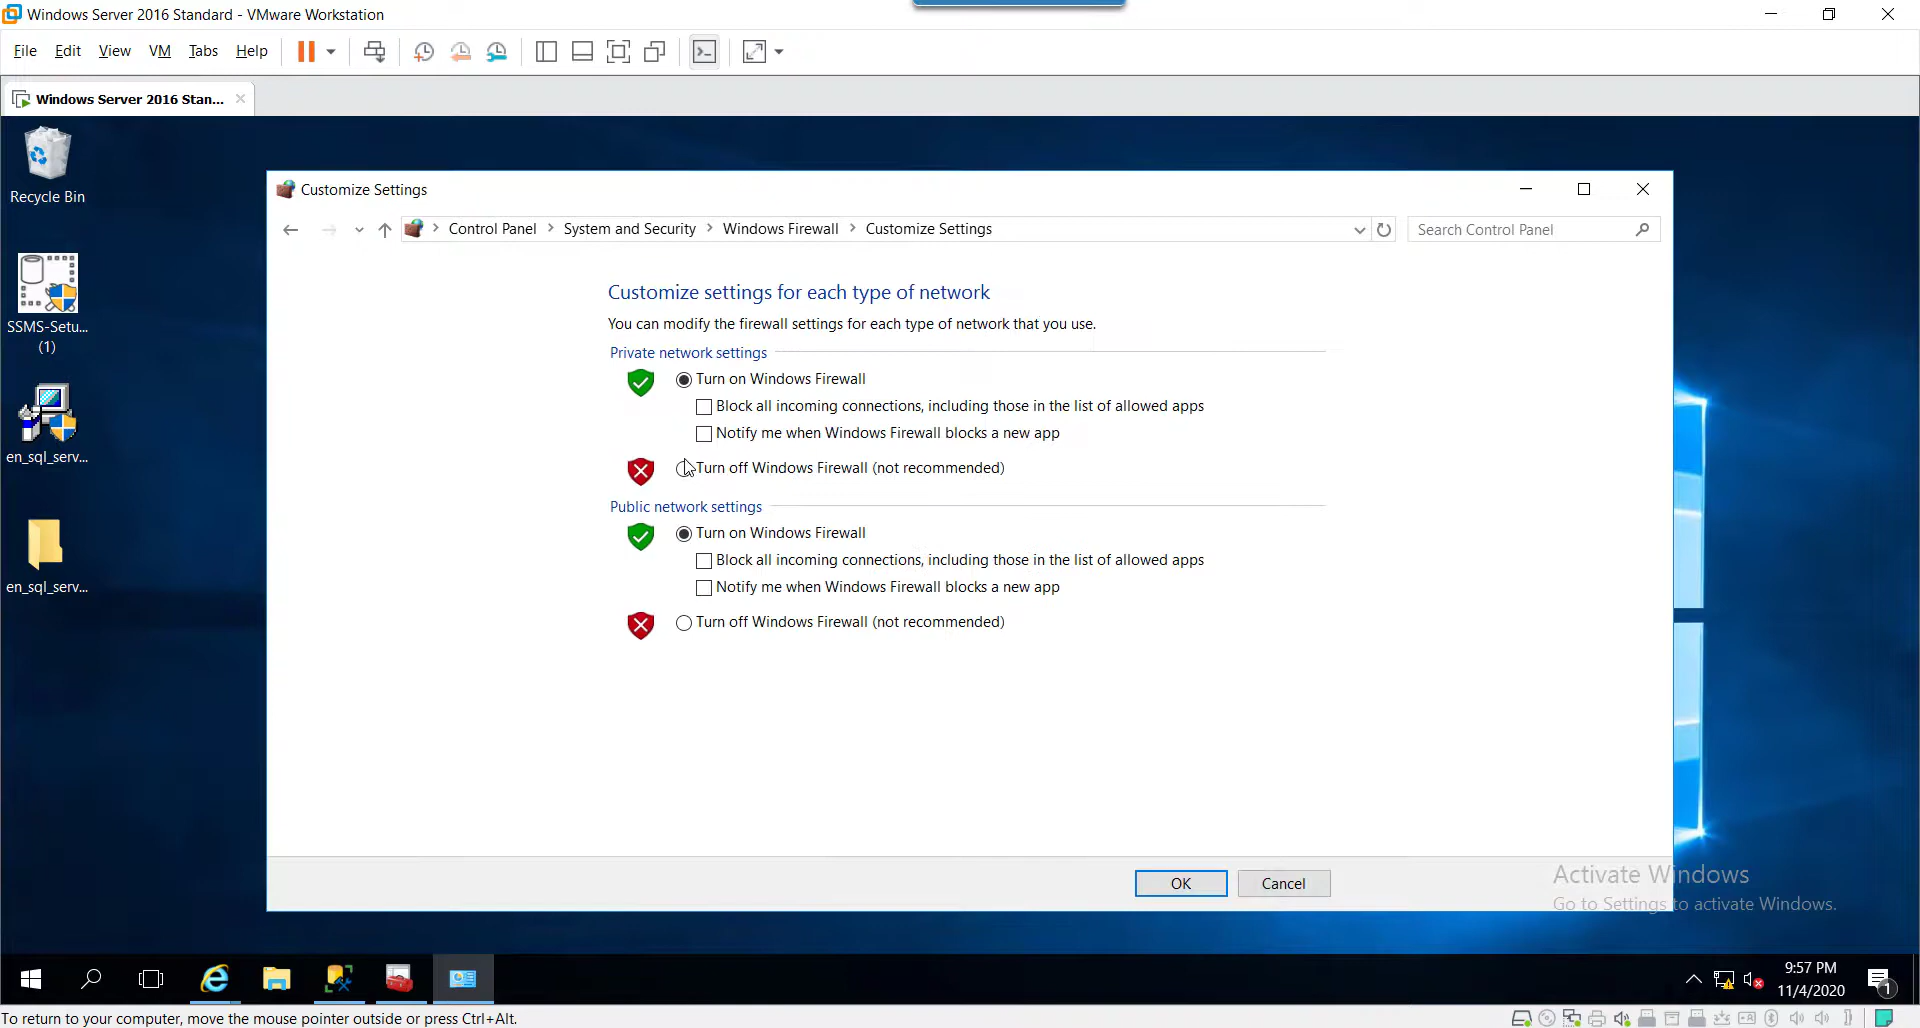 Windows Server 2016 Standard - VMware Workstation
File Edit View VM Tabs Help
Windows Server 2016 Stan...
Recycle Bin
SSMS-Setu...
(1)
en_sql_serv...
en_sql_serv...
Customize Settings
Control Panel > System and Security > Windows Firewall > Customize Settings
Search Control Panel
Customize settings for each type of network
You can modify the firewall settings for each type of network that you use.
Private network settings
Turn on Windows Firewall
Block all incoming connections, including those in the list of allowed apps
Notify me when Windows Firewall blocks a new app
Turn off Windows Firewall (not recommended)
Public network settings
Turn on Windows Firewall
Block all incoming connections, including those in the list of allowed apps
Notify me when Windows Firewall blocks a new app
Turn off Windows Firewall (not recommended)
OK
Cancel
Activate Windows
Go to Settings to activate Windows.
9:57 PM
11/4/2020
1
To return to your computer, move the mouse pointer outside or press Ctrl+Alt.